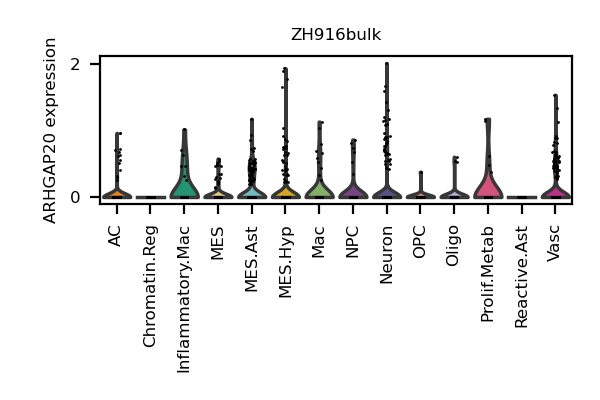 ZH916bulk
ARHGAP20 expression
2
0
AC
Chromatin.Reg
Inflammatory.Mac
MES
MES.Ast
MES.Hyp
Mac
NPC
Neuron
OPC
Oligo
Prolif.Metab
Reactive.Ast
Vasc